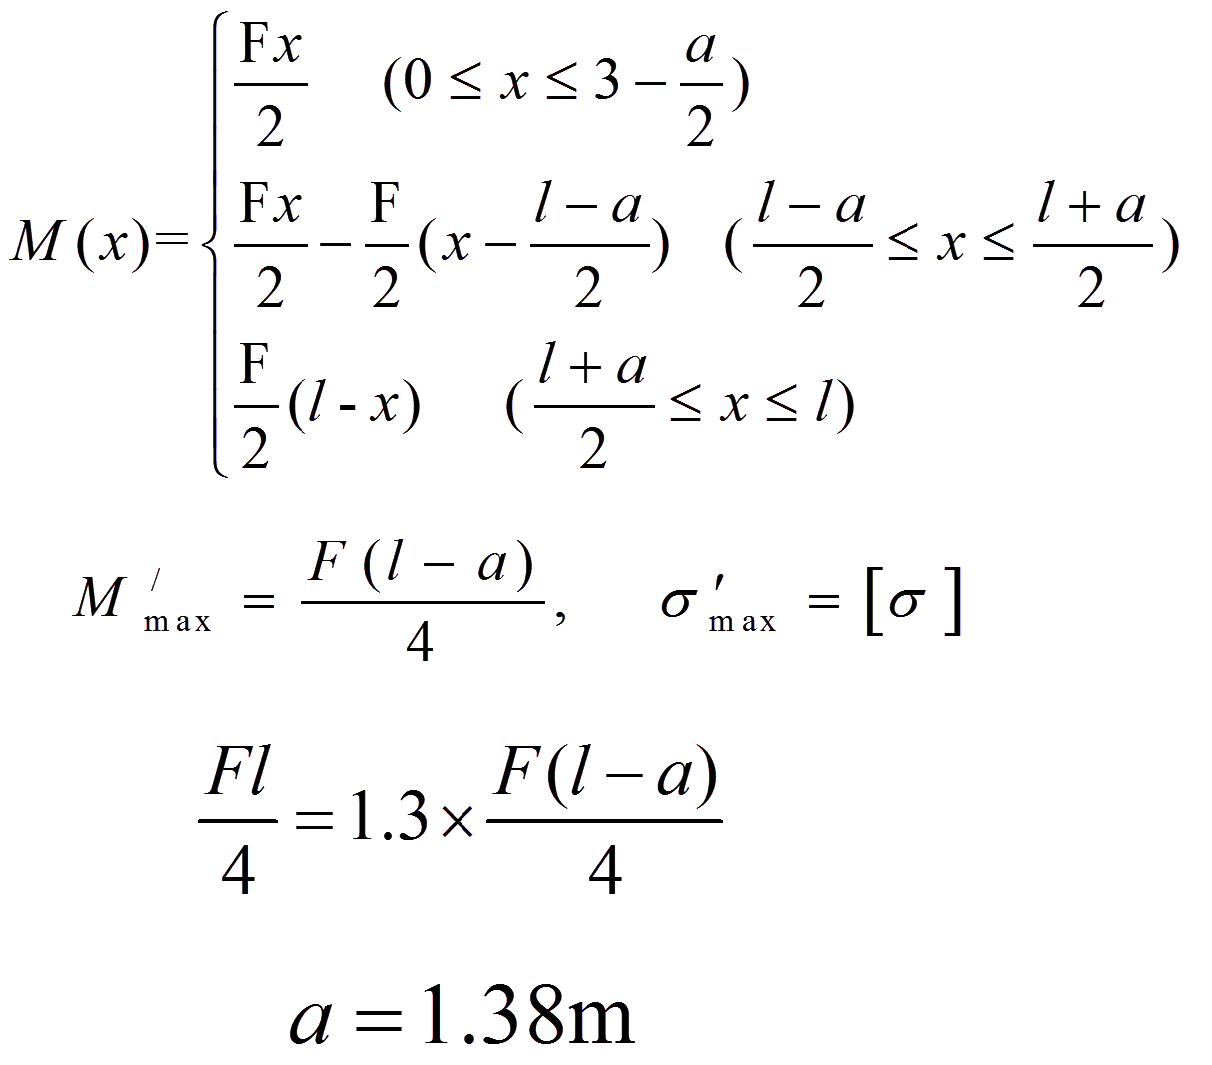 M(x)= { Fx/2 (0 ≤ x ≤ 3 − a/2)
Fx/2 − F/2 (x − (l − a)/2) ((l − a)/2 ≤ x ≤ (l + a)/2)
F/2 (l - x) ((l + a)/2 ≤ x ≤ l)
M′max = F(l − a)/4, σ′max = [σ]
Fl/4 = 1.3 × F(l − a)/4
a = 1.38m